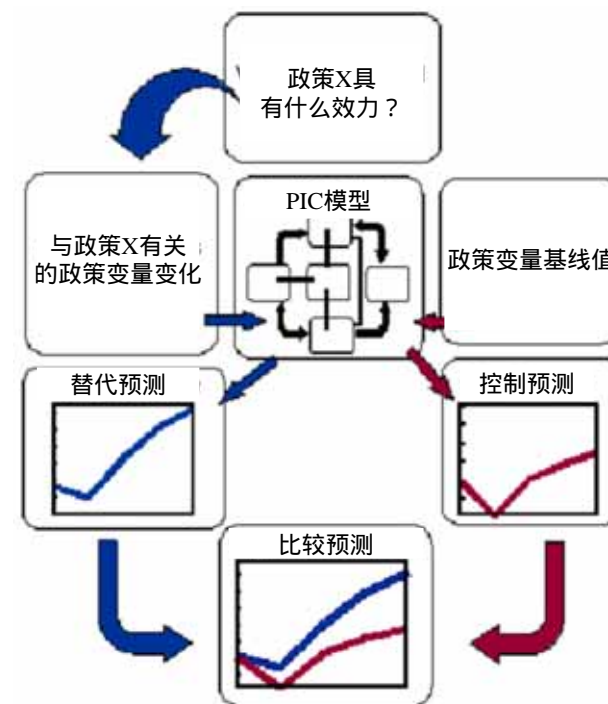 政策X具
有什么效力？
PIC模型
与政策X有关
的政策变量变化
政策变量基线值
替代预测
控制预测
比较预测